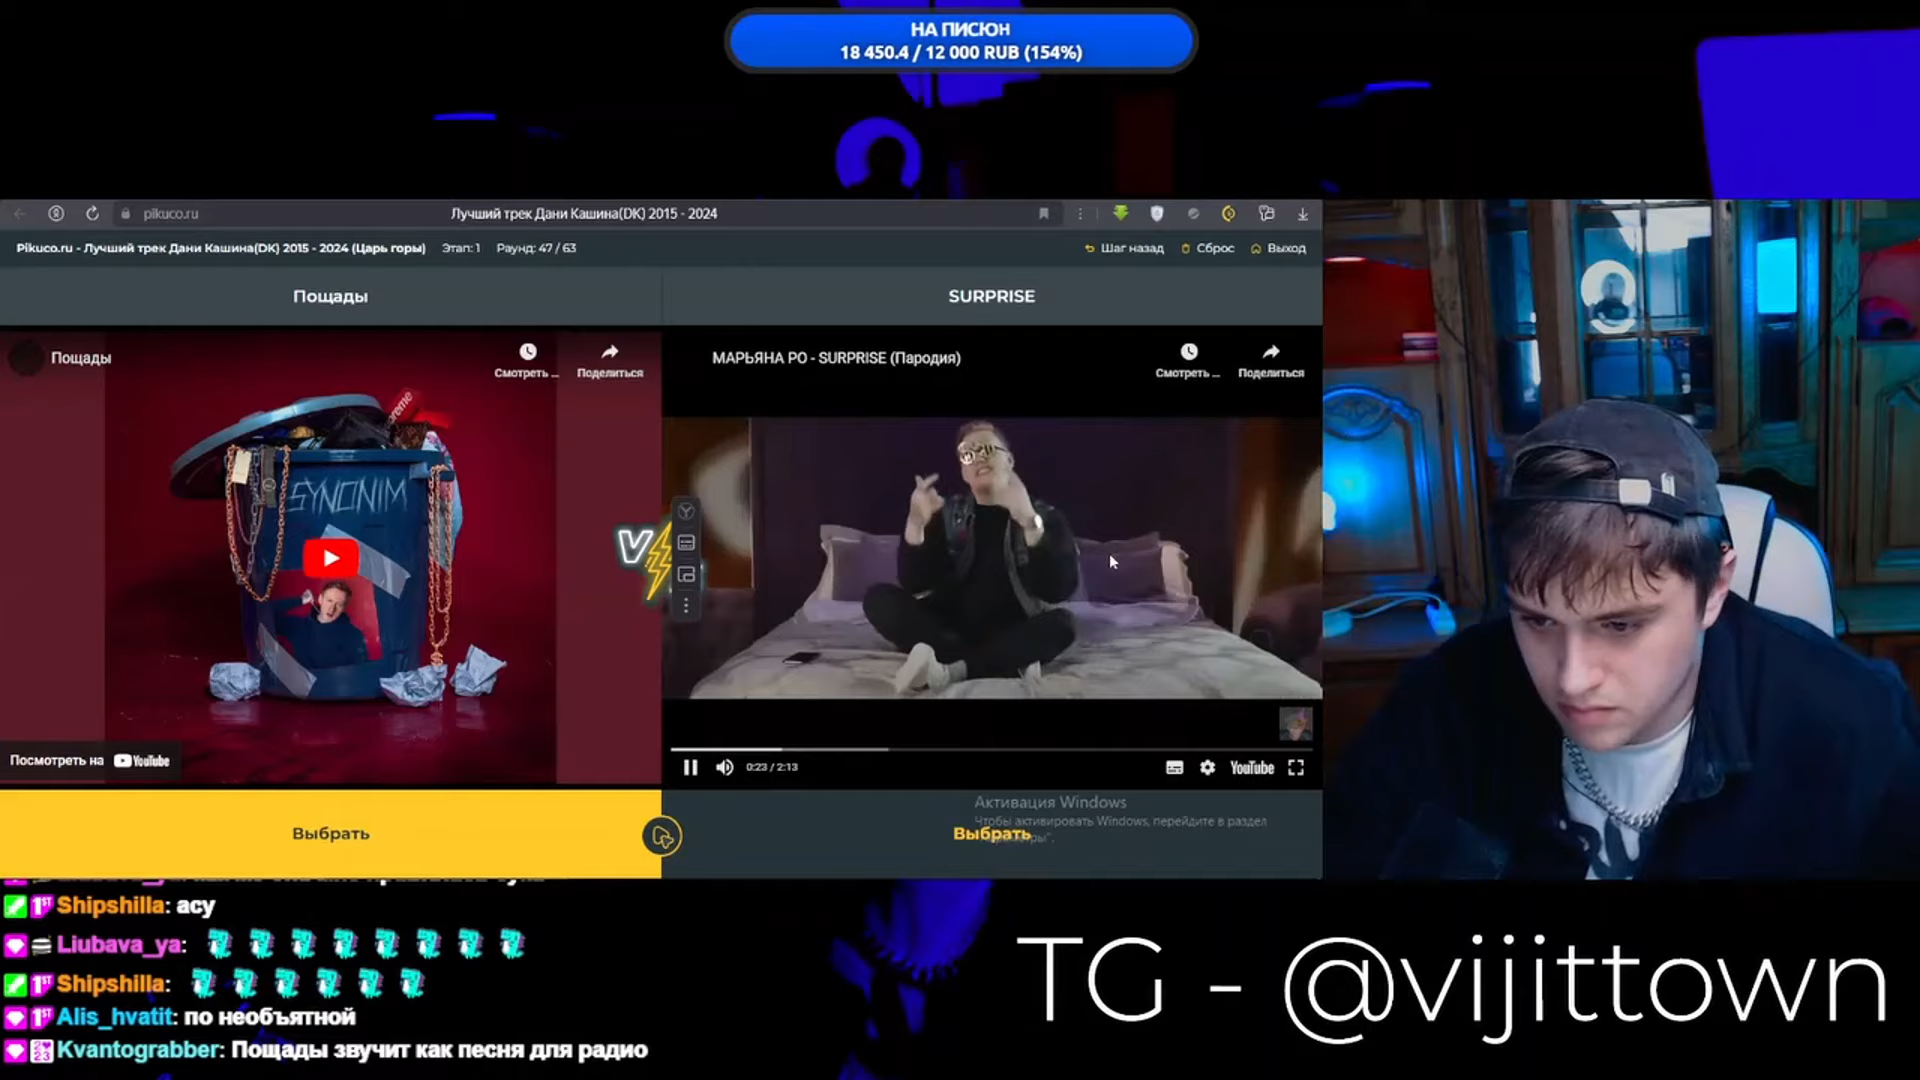 НА ПИСЮН
18 450.4 / 12 000 RUB (154%)
pikuco.ru
Лучший трек Дани Кашина(DK) 2015 - 2024
Pikuco.ru - Лучший трек Дани Кашина(DK) 2015 - 2024 (Царь горы) Этап: 1 Раунд: 47 / 63
Шаг назад Сброс Выход
Пощады
SURPRISE
Пощады
Смотреть ...
Поделиться
МАРЬЯНА РО - SURPRISE (Пародия)
Смотреть ...
Поделиться
SYNONIM
Посмотреть на YouTube
0:23 / 2:13
YouTube
Выбрать
Активация Windows
Чтобы активировать Windows, перейдите в раздел
Выбрать
Shipshilla: асу
Liubava_ya:
Shipshilla:
Alis_hvatit: по необъятной
Kvantograbber: Пощады звучит как песня для радио
TG - @vijittown